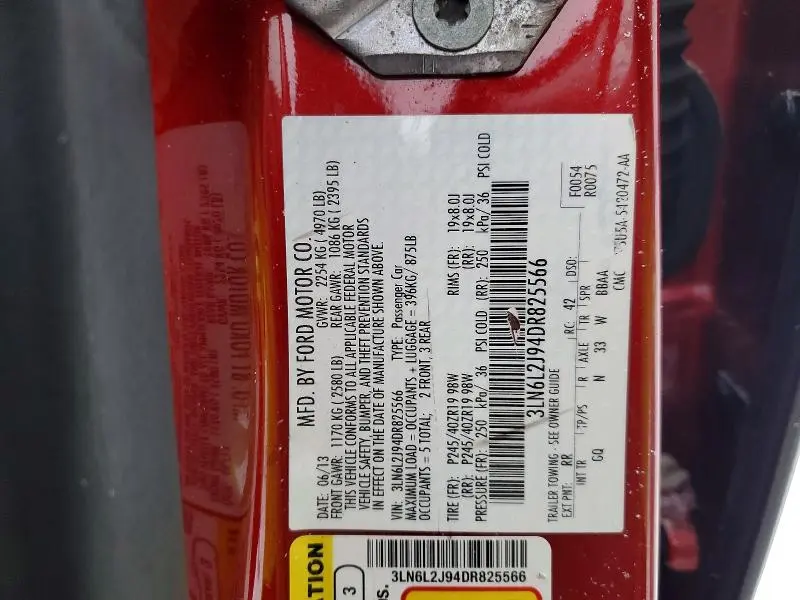 MFD. BY FORD MOTOR CO.
DATE: 06/13 GVWR: 2254 KG ( 4970 LB)
FRONT GAWR: 1170 KG ( 2580 LB) REAR GAWR: 1086 KG ( 2395 LB)
THIS VEHICLE CONFORMS TO ALL APPLICABLE FEDERAL MOTOR
VEHICLE SAFETY, BUMPER, AND THEFT PREVENTION STANDARDS
IN EFFECT ON THE DATE OF MANUFACTURE SHOWN ABOVE.
VIN: 3LN6L2J94DR825566 TYPE: Passenger Car
MAXIMUM LOAD = OCCUPANTS + LUGGAGE = 396KG/ 875LB
OCCUPANTS = 5 TOTAL; 2 FRONT, 3 REAR
TIRE (FR): P245/40ZR19 98W RIMS (FR): 19x8.0J
(RR): P245/40ZR19 98W (RR): 19x8.0J
PRESSURE (FR): 250 kPa/ 36 PSI COLD (RR): 250 kPa/ 36 PSI COLD
3LN6L2J94DR825566
TRAILER TOWING - SEE OWNER GUIDE F0054
EXT PNT: RR RC: 42 DSO: R0075
INT TR TP/PS R AXLE TR SPR
GQ N 33 W BBAA
CMC
3LN6L2J94DR825566
3